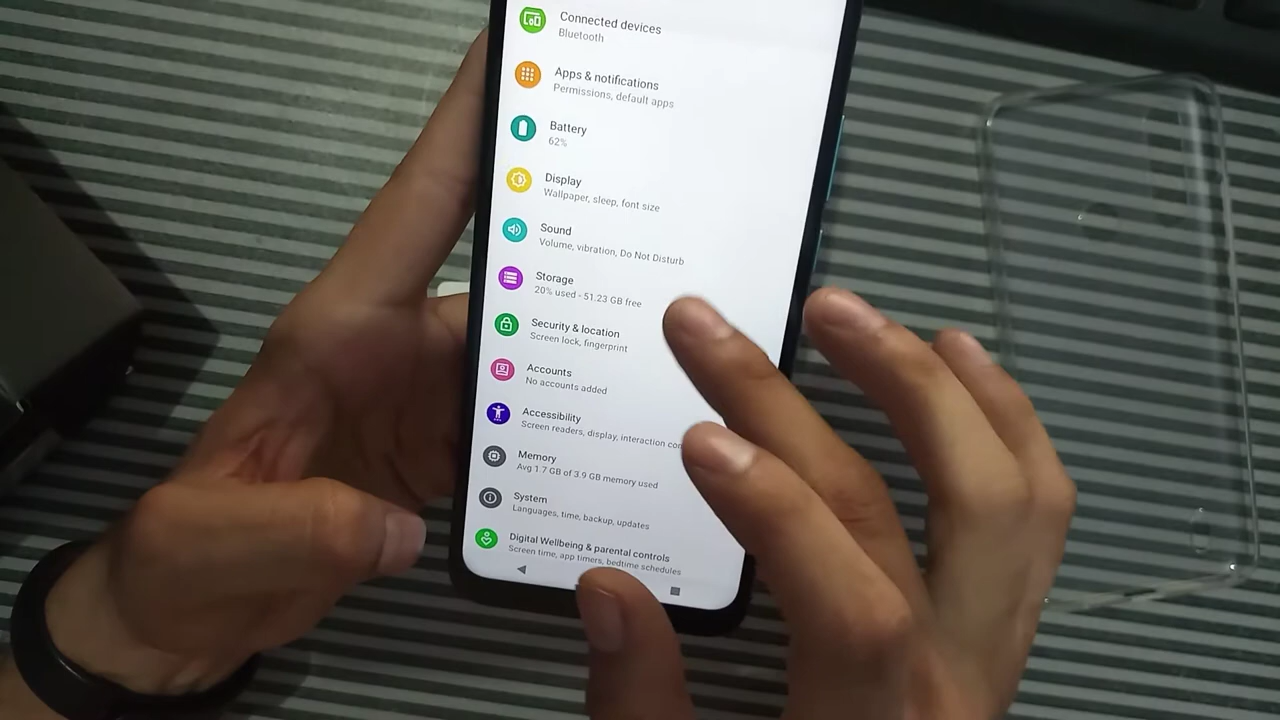 Connected devices
Bluetooth
Apps & notifications
Permissions, default apps
Battery
62%
Display
Wallpaper, sleep, font size
Sound
Volume, vibration, Do Not Disturb
Storage
20% used - 51.23 GB free
Security & location
Screen lock, fingerprint
Accounts
No accounts added
Accessibility
Screen readers, display, interaction
Memory
Avg 1.7 GB of 3.9 GB memory used
System
Languages, time, backup, updates
Digital Wellbeing & parental controls
Screen time, app timers, bedtime schedules